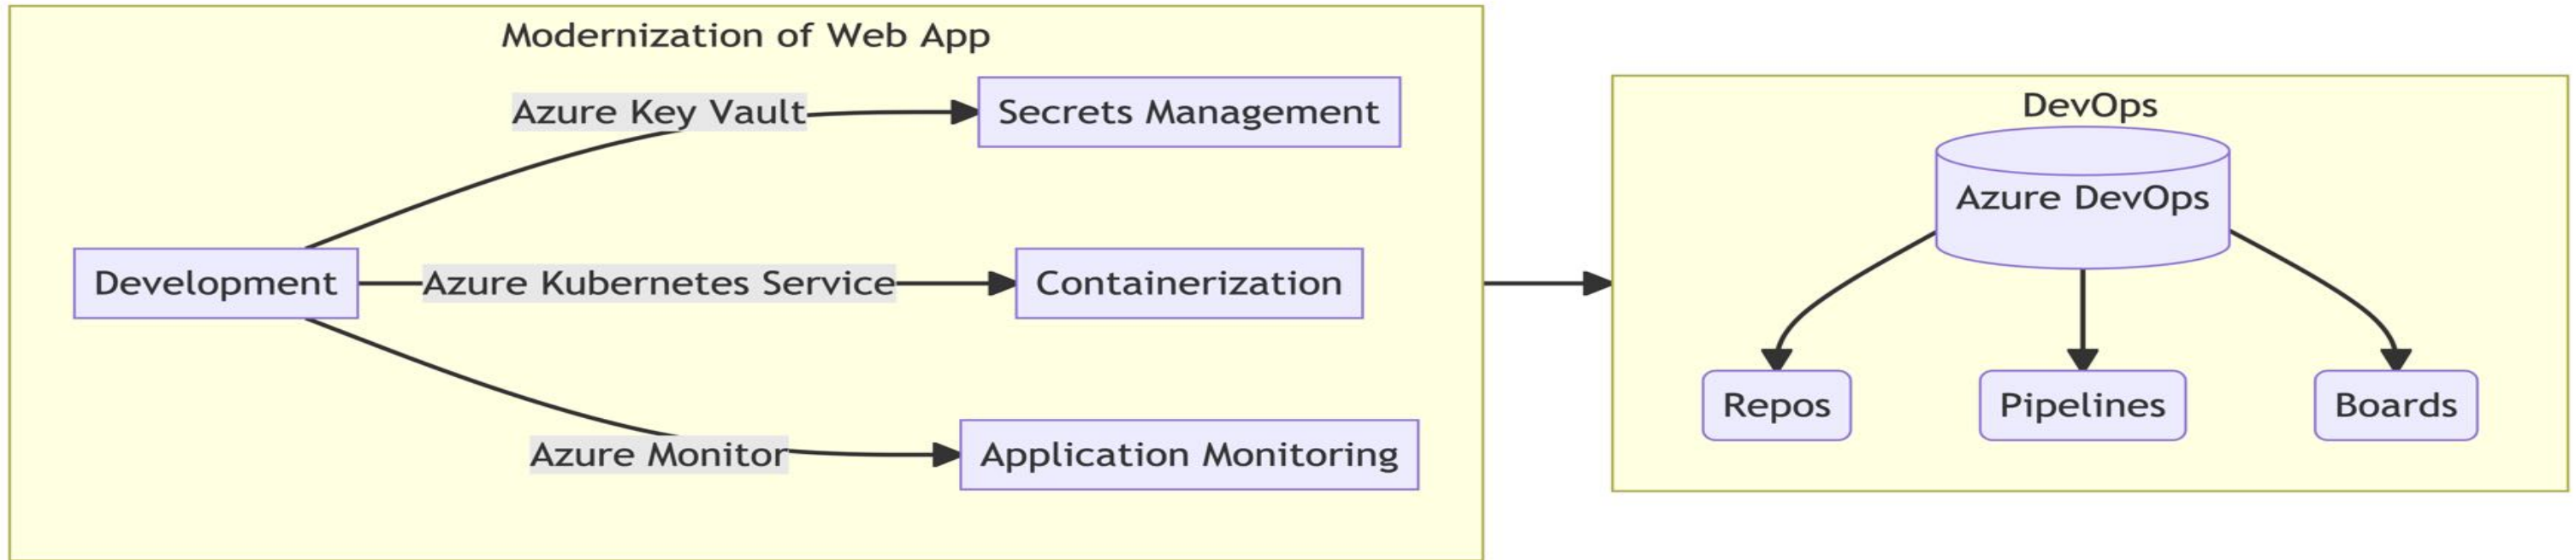 Modernization of Web App
Azure Key Vault
Secrets Management
Development
Azure Kubernetes Service
Containerization
Azure Monitor
Application Monitoring
DevOps
Azure DevOps
Repos
Pipelines
Boards